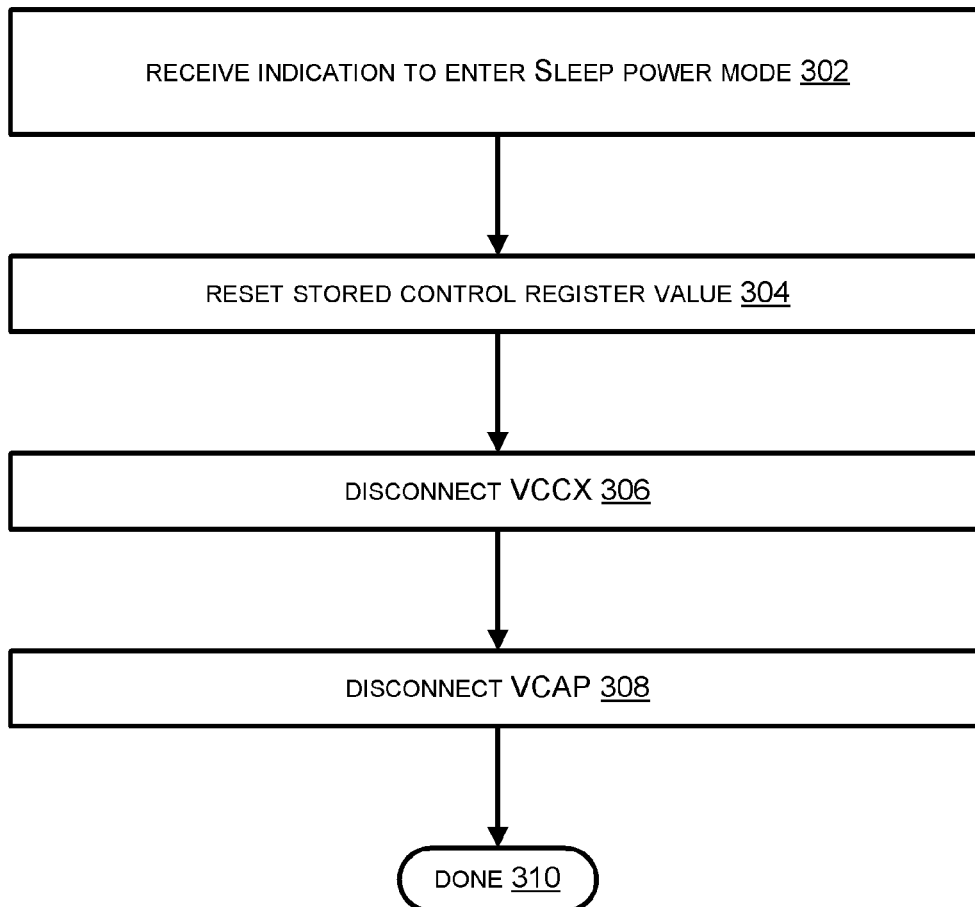 RECEIVE INDICATION TO ENTER SLEEP POWER MODE 302
RESET STORED CONTROL REGISTER VALUE 304
DISCONNECT VCCX 306
DISCONNECT VCAP 308
DONE 310